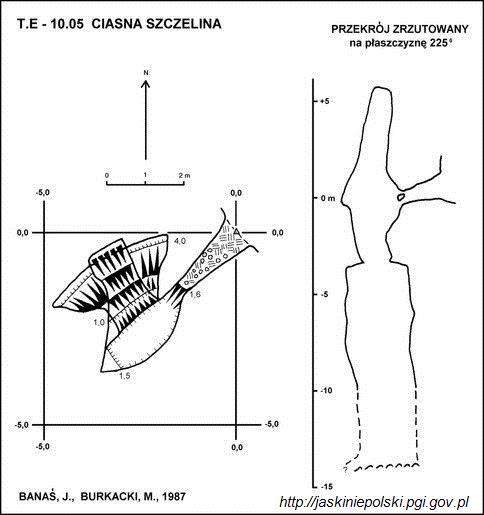 T.E - 10.05 CIASNA SZCZELINA
PRZEKRÓJ ZRZUTOWANY
na płaszczyznę 225°
N
0 1 2 m
-5,0 0,0
0,0 0,0
4,0
1,6
1,0
1,5
-5,0 -5,0
-5,0 0,0
+5
0 m
-5
-10
-15
?
BANAŚ, J., BURKACKI, M., 1987
http://jaskiniepolski.pgi.gov.pl